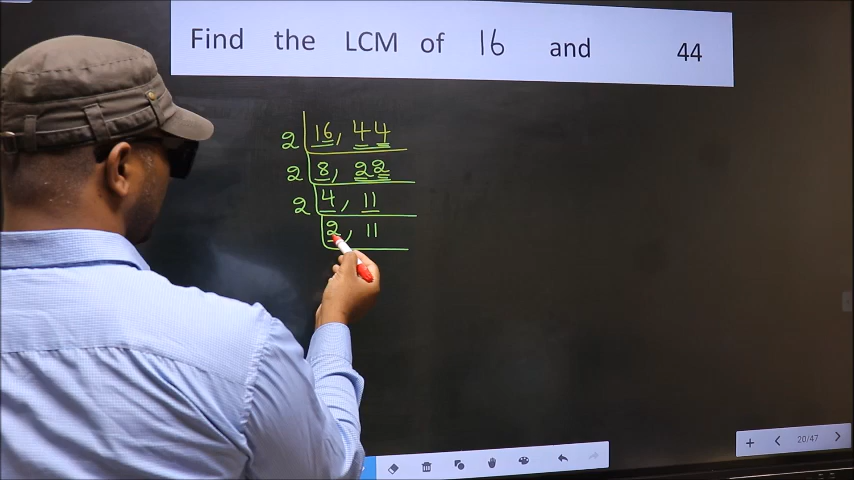 Find the LCM of 16 and 44
2 16, 44
2 8, 22
2 4, 11
2, 11
20/47